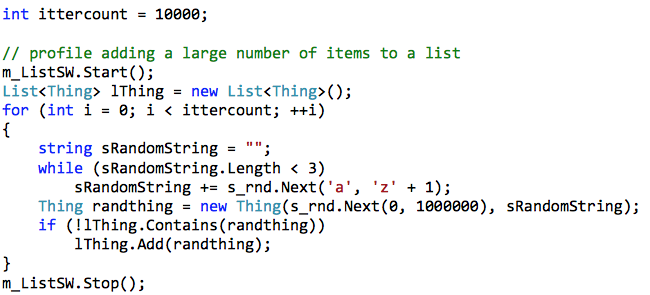 int ittercount = 10000;
// profile adding a large number of items to a list
m_ListSW.Start();
List<Thing> lThing = new List<Thing>();
for (int i = 0; i < ittercount; ++i)
{
    string sRandomString = "";
    while (sRandomString.Length < 3)
        sRandomString += s_rnd.Next('a', 'z' + 1);
    Thing randthing = new Thing(s_rnd.Next(0, 1000000), sRandomString);
    if (!lThing.Contains(randthing))
        lThing.Add(randthing);
}
m_ListSW.Stop();